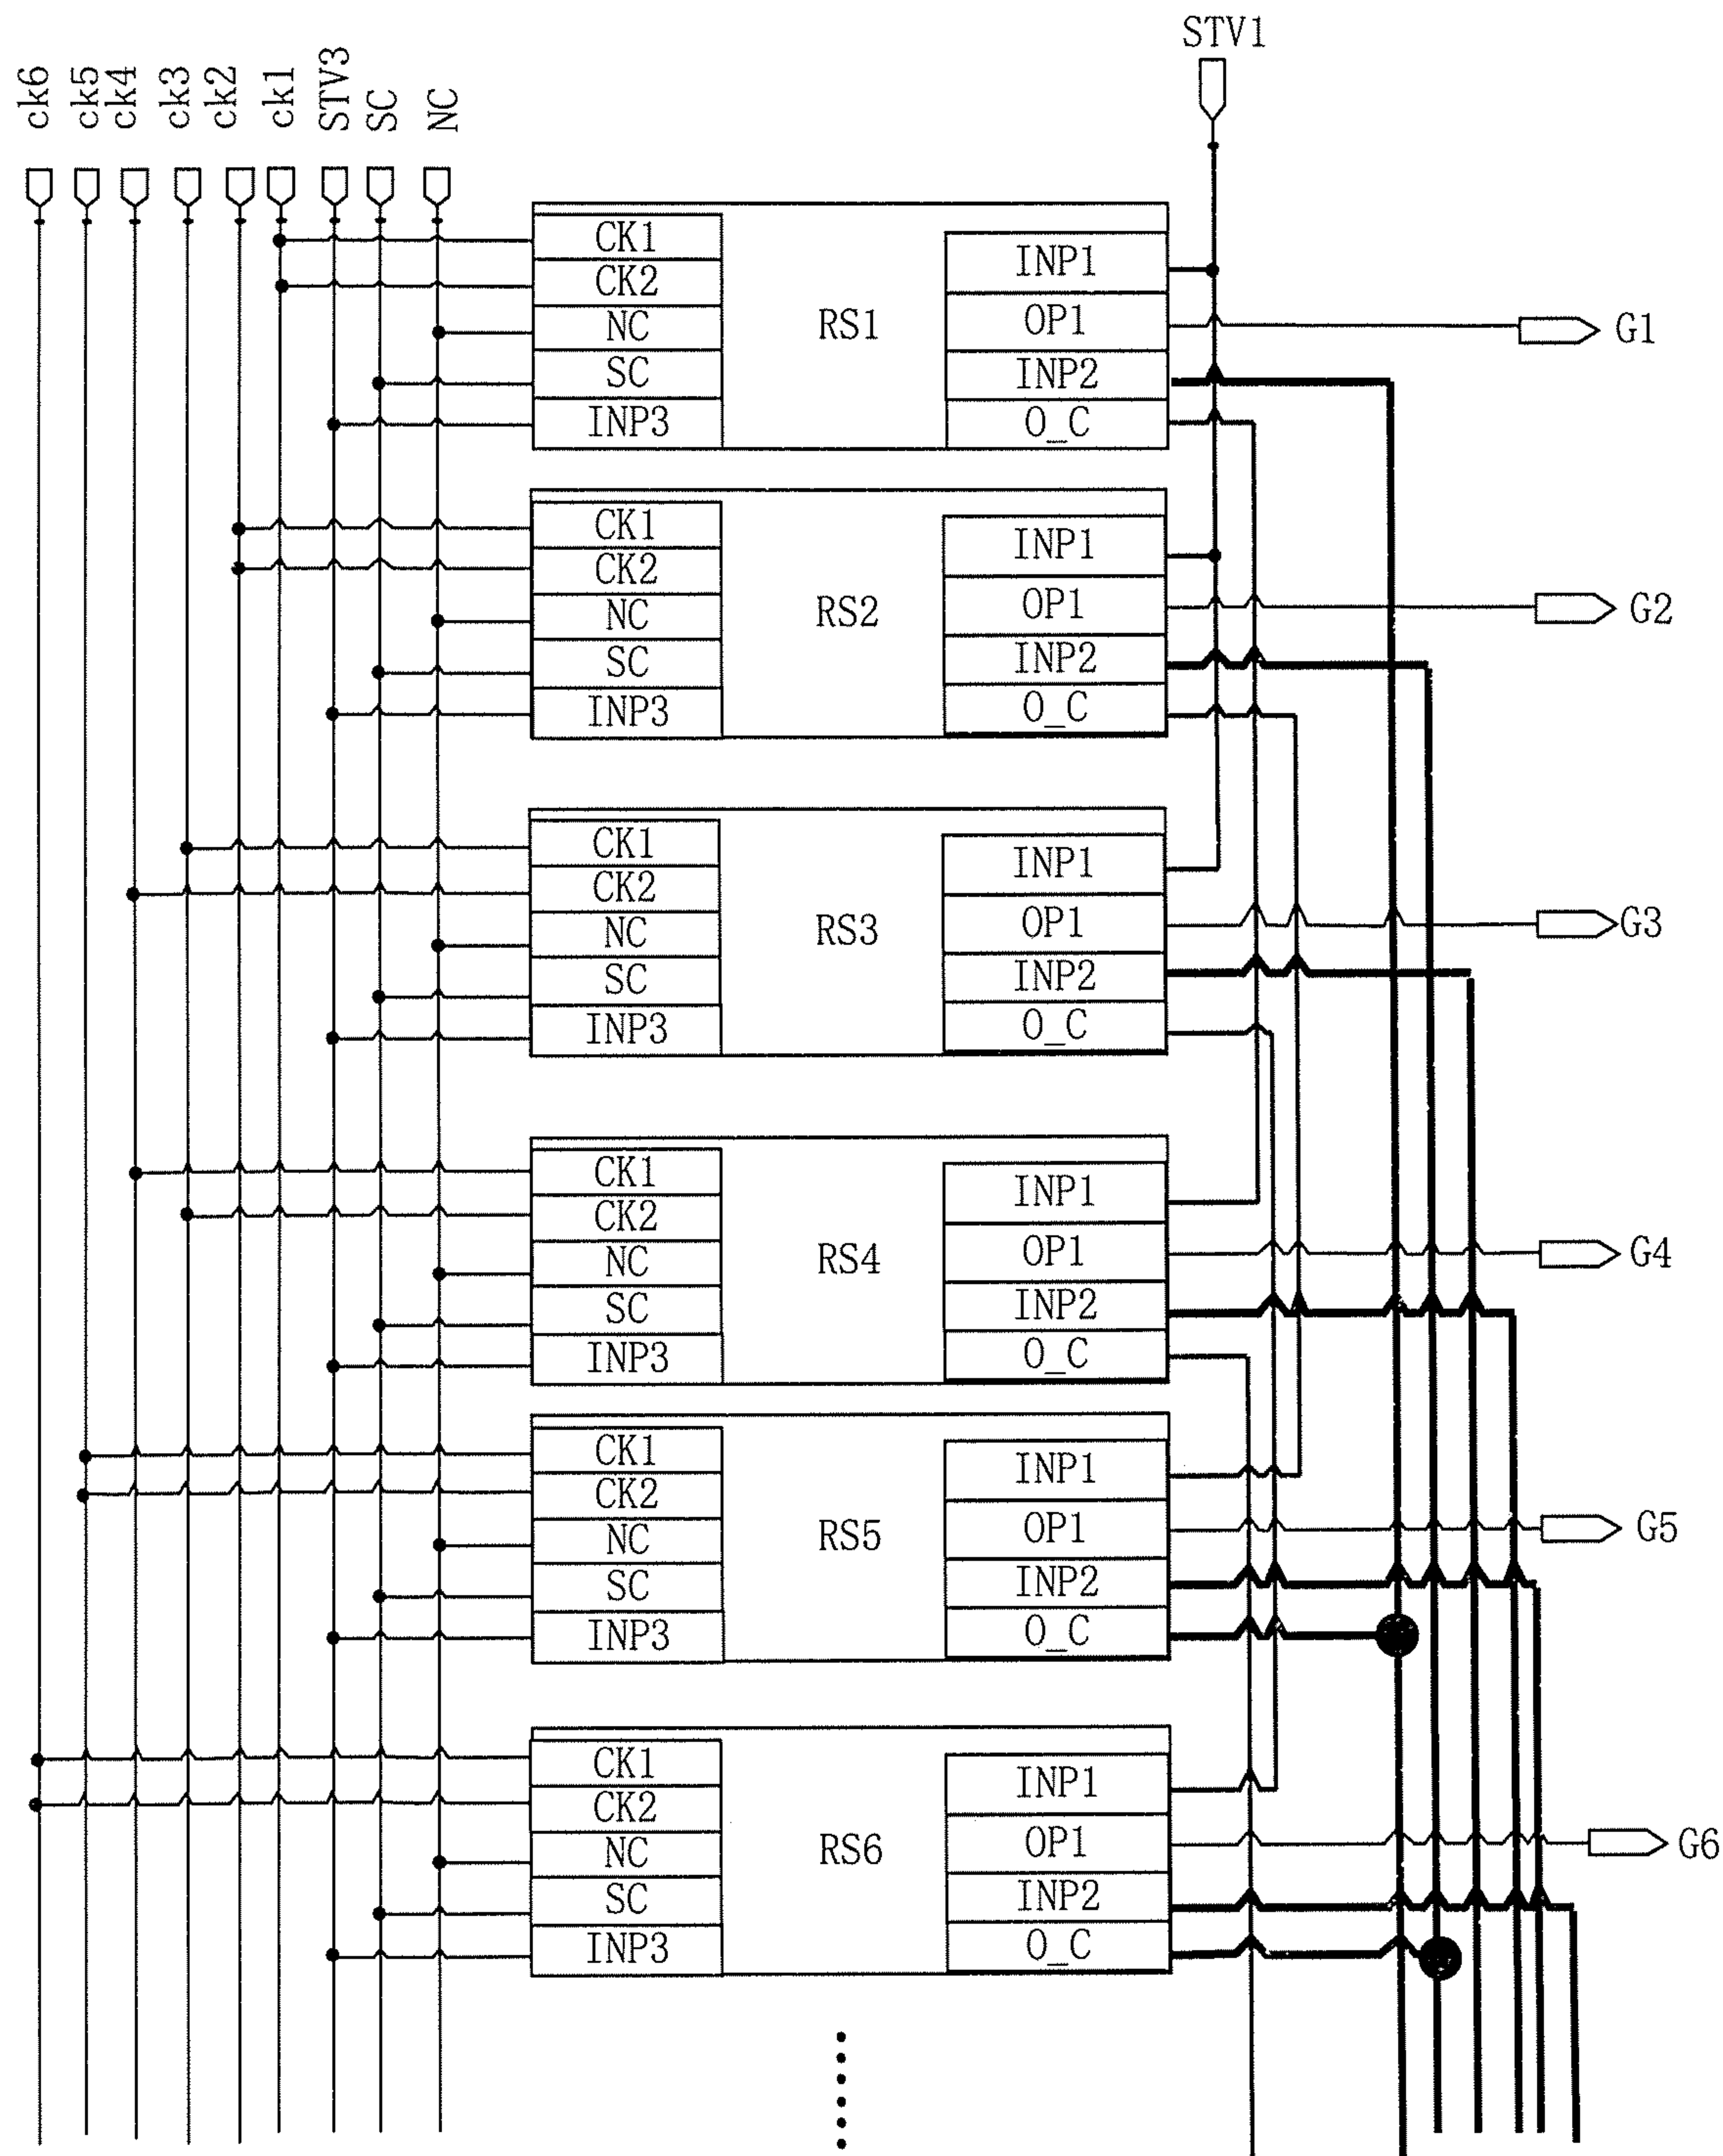 STV1
ck6
ck5
ck4
ck3
ck2
ck1
STV3
SC
NC
CK1
CK2
NC
SC
INP3
RS1
INP1
OP1
INP2
O_C
G1
CK1
CK2
NC
SC
INP3
RS2
INP1
OP1
INP2
O_C
G2
CK1
CK2
NC
SC
INP3
RS3
INP1
OP1
INP2
O_C
G3
CK1
CK2
NC
SC
INP3
RS4
INP1
OP1
INP2
O_C
G4
CK1
CK2
NC
SC
INP3
RS5
INP1
OP1
INP2
O_C
G5
CK1
CK2
NC
SC
INP3
RS6
INP1
OP1
INP2
O_C
G6